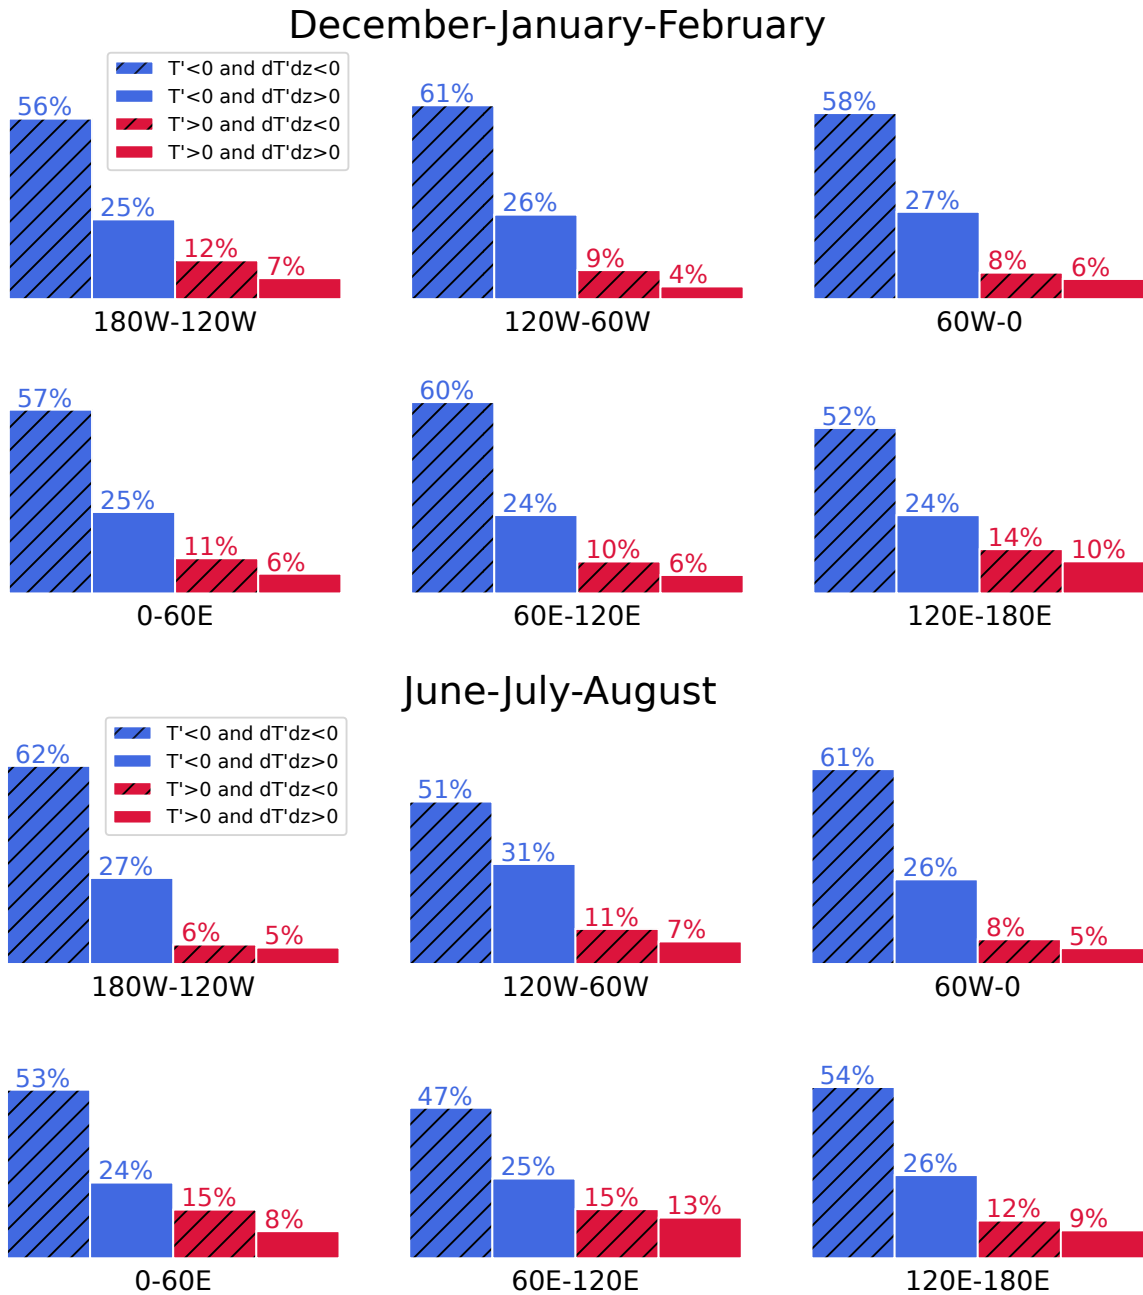 December-January-February
T'<0 and dT'dz<0
T'<0 and dT'dz>0
T'>0 and dT'dz<0
T'>0 and dT'dz>0
56%
25%
12%
7%
180W-120W
61%
26%
9%
4%
120W-60W
58%
27%
8%
6%
60W-0
57%
25%
11%
6%
0-60E
60%
24%
10%
6%
60E-120E
52%
24%
14%
10%
120E-180E
June-July-August
T'<0 and dT'dz<0
T'<0 and dT'dz>0
T'>0 and dT'dz<0
T'>0 and dT'dz>0
62%
27%
6%
5%
180W-120W
51%
31%
11%
7%
120W-60W
61%
26%
8%
5%
60W-0
53%
24%
15%
8%
0-60E
47%
25%
15%
13%
60E-120E
54%
26%
12%
9%
120E-180E